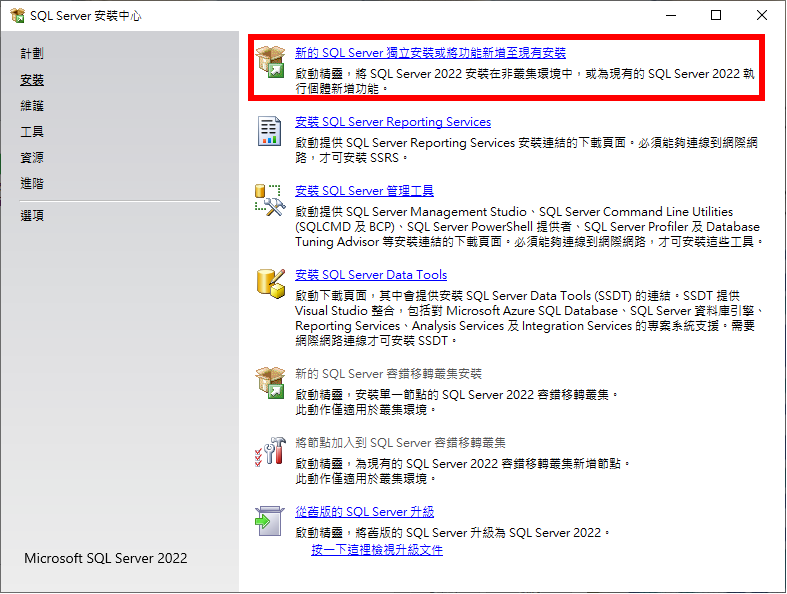 SQL Server 安裝中心
計劃
安裝
維護
工具
資源
進階
選項
Microsoft SQL Server 2022
新的 SQL Server 獨立安裝或將功能新增至現有安裝
啟動精靈，將 SQL Server 2022 安裝在非叢集環境中，或為現有的 SQL Server 2022 執
行個體新增功能。
安裝 SQL Server Reporting Services
啟動提供 SQL Server Reporting Services 安裝連結的下載頁面。必須能夠連線到網際網
路，才可安裝 SSRS。
安裝 SQL Server 管理工具
啟動提供 SQL Server Management Studio、SQL Server Command Line Utilities
(SQLCMD 及 BCP)、SQL Server PowerShell 提供者、SQL Server Profiler 及 Database
Tuning Advisor 等安裝連結的下載頁面。必須能夠連線到網際網路，才可安裝這些工具。
安裝 SQL Server Data Tools
啟動下載頁面，其中會提供安裝 SQL Server Data Tools (SSDT) 的連結。SSDT 提供
Visual Studio 整合，包括對 Microsoft Azure SQL Database、SQL Server 資料庫引擎、
Reporting Services、Analysis Services 及 Integration Services 的專案系統支援。需要
網際網路連線才可安裝 SSDT。
新的 SQL Server 容錯移轉叢集安裝
啟動精靈，安裝單一節點的 SQL Server 2022 容錯移轉叢集。
此動作僅適用於叢集環境。
將節點加入到 SQL Server 容錯移轉叢集
啟動精靈，為現有的 SQL Server 2022 容錯移轉叢集新增節點。
此動作僅適用於叢集環境。
從舊版的 SQL Server 升級
啟動精靈，將舊版的 SQL Server 升級為 SQL Server 2022。
按一下這裡檢視升級文件